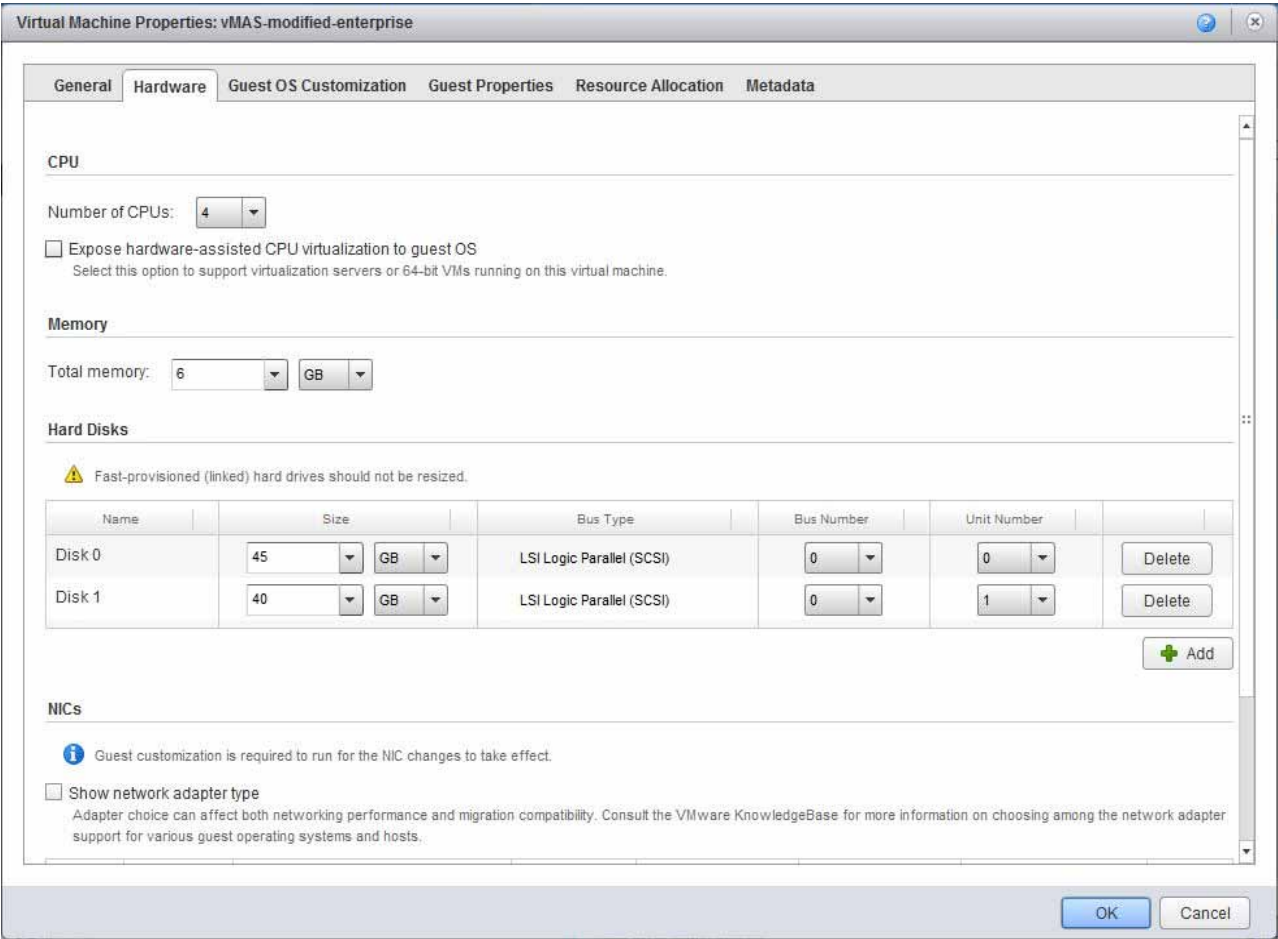 Virtual Machine Properties: vMAS-modified-enterprise
General Hardware Guest OS Customization Guest Properties Resource Allocation Metadata
CPU
Number of CPUs: 4
Expose hardware-assisted CPU virtualization to guest OS
Select this option to support virtualization servers or 64-bit VMs running on this virtual machine.
Memory
Total memory: 6 GB
Hard Disks
Fast-provisioned (linked) hard drives should not be resized.
Name Size Bus Type Bus Number Unit Number
Disk 0 45 GB LSI Logic Parallel (SCSI) 0 0 Delete
Disk 1 40 GB LSI Logic Parallel (SCSI) 0 1 Delete
Add
NICs
Guest customization is required to run for the NIC changes to take effect.
Show network adapter type
Adapter choice can affect both networking performance and migration compatibility. Consult the VMware KnowledgeBase for more information on choosing among the network adapter
support for various guest operating systems and hosts.
OK Cancel